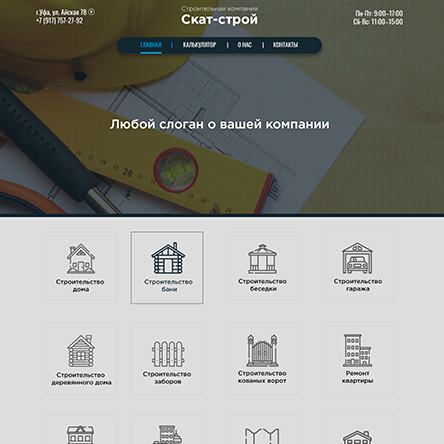 Строительная компания
Скат-строй
г.Уфа, ул. Айская 78
+7 (917) 757-27-92
Пн-Пт: 9:00-17:00
Сб-Вс: 11:00-15:00
ГЛАВНАЯ | КАЛЬКУЛЯТОР | О НАС | КОНТАКТЫ
Любой слоган о вашей компании
Строительство
дома
Строительство
бани
Строительство
беседки
Строительство
гаража
Строительство
деревянного дома
Строительство
заборов
Строительство
кованых ворот
Ремонт
квартиры